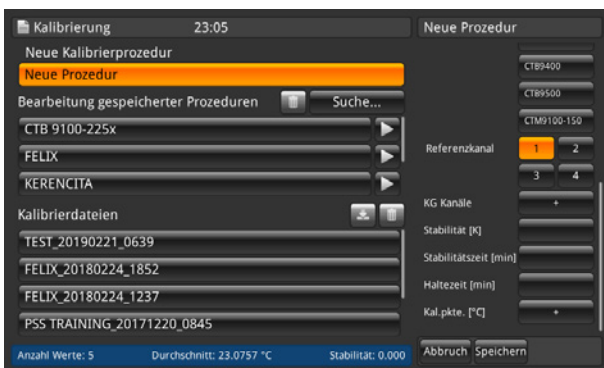 Kalibrierung 23:05
Neue Kalibrierprozedur
Neue Prozedur
Bearbeitung gespeicherter Prozeduren Suche...
CTB 9100-225x
FELIX
KERENCITA
Kalibrierdateien
TEST_20190221_0639
FELIX_20180224_1852
FELIX_20180224_1237
PSS TRAINING_20171220_0845
Anzahl Werte: 5 Durchschnitt: 23.0757 °C Stabilität: 0.000
Neue Prozedur
CTB9400
CTB9500
CTM9100-150
Referenzkanal 1 2
3 4
KG Kanäle +
Stabilität [K]
Stabilitätszeit [min]
Haltezeit [min]
Kal.pkte. [°C] +
Abbruch Speichern